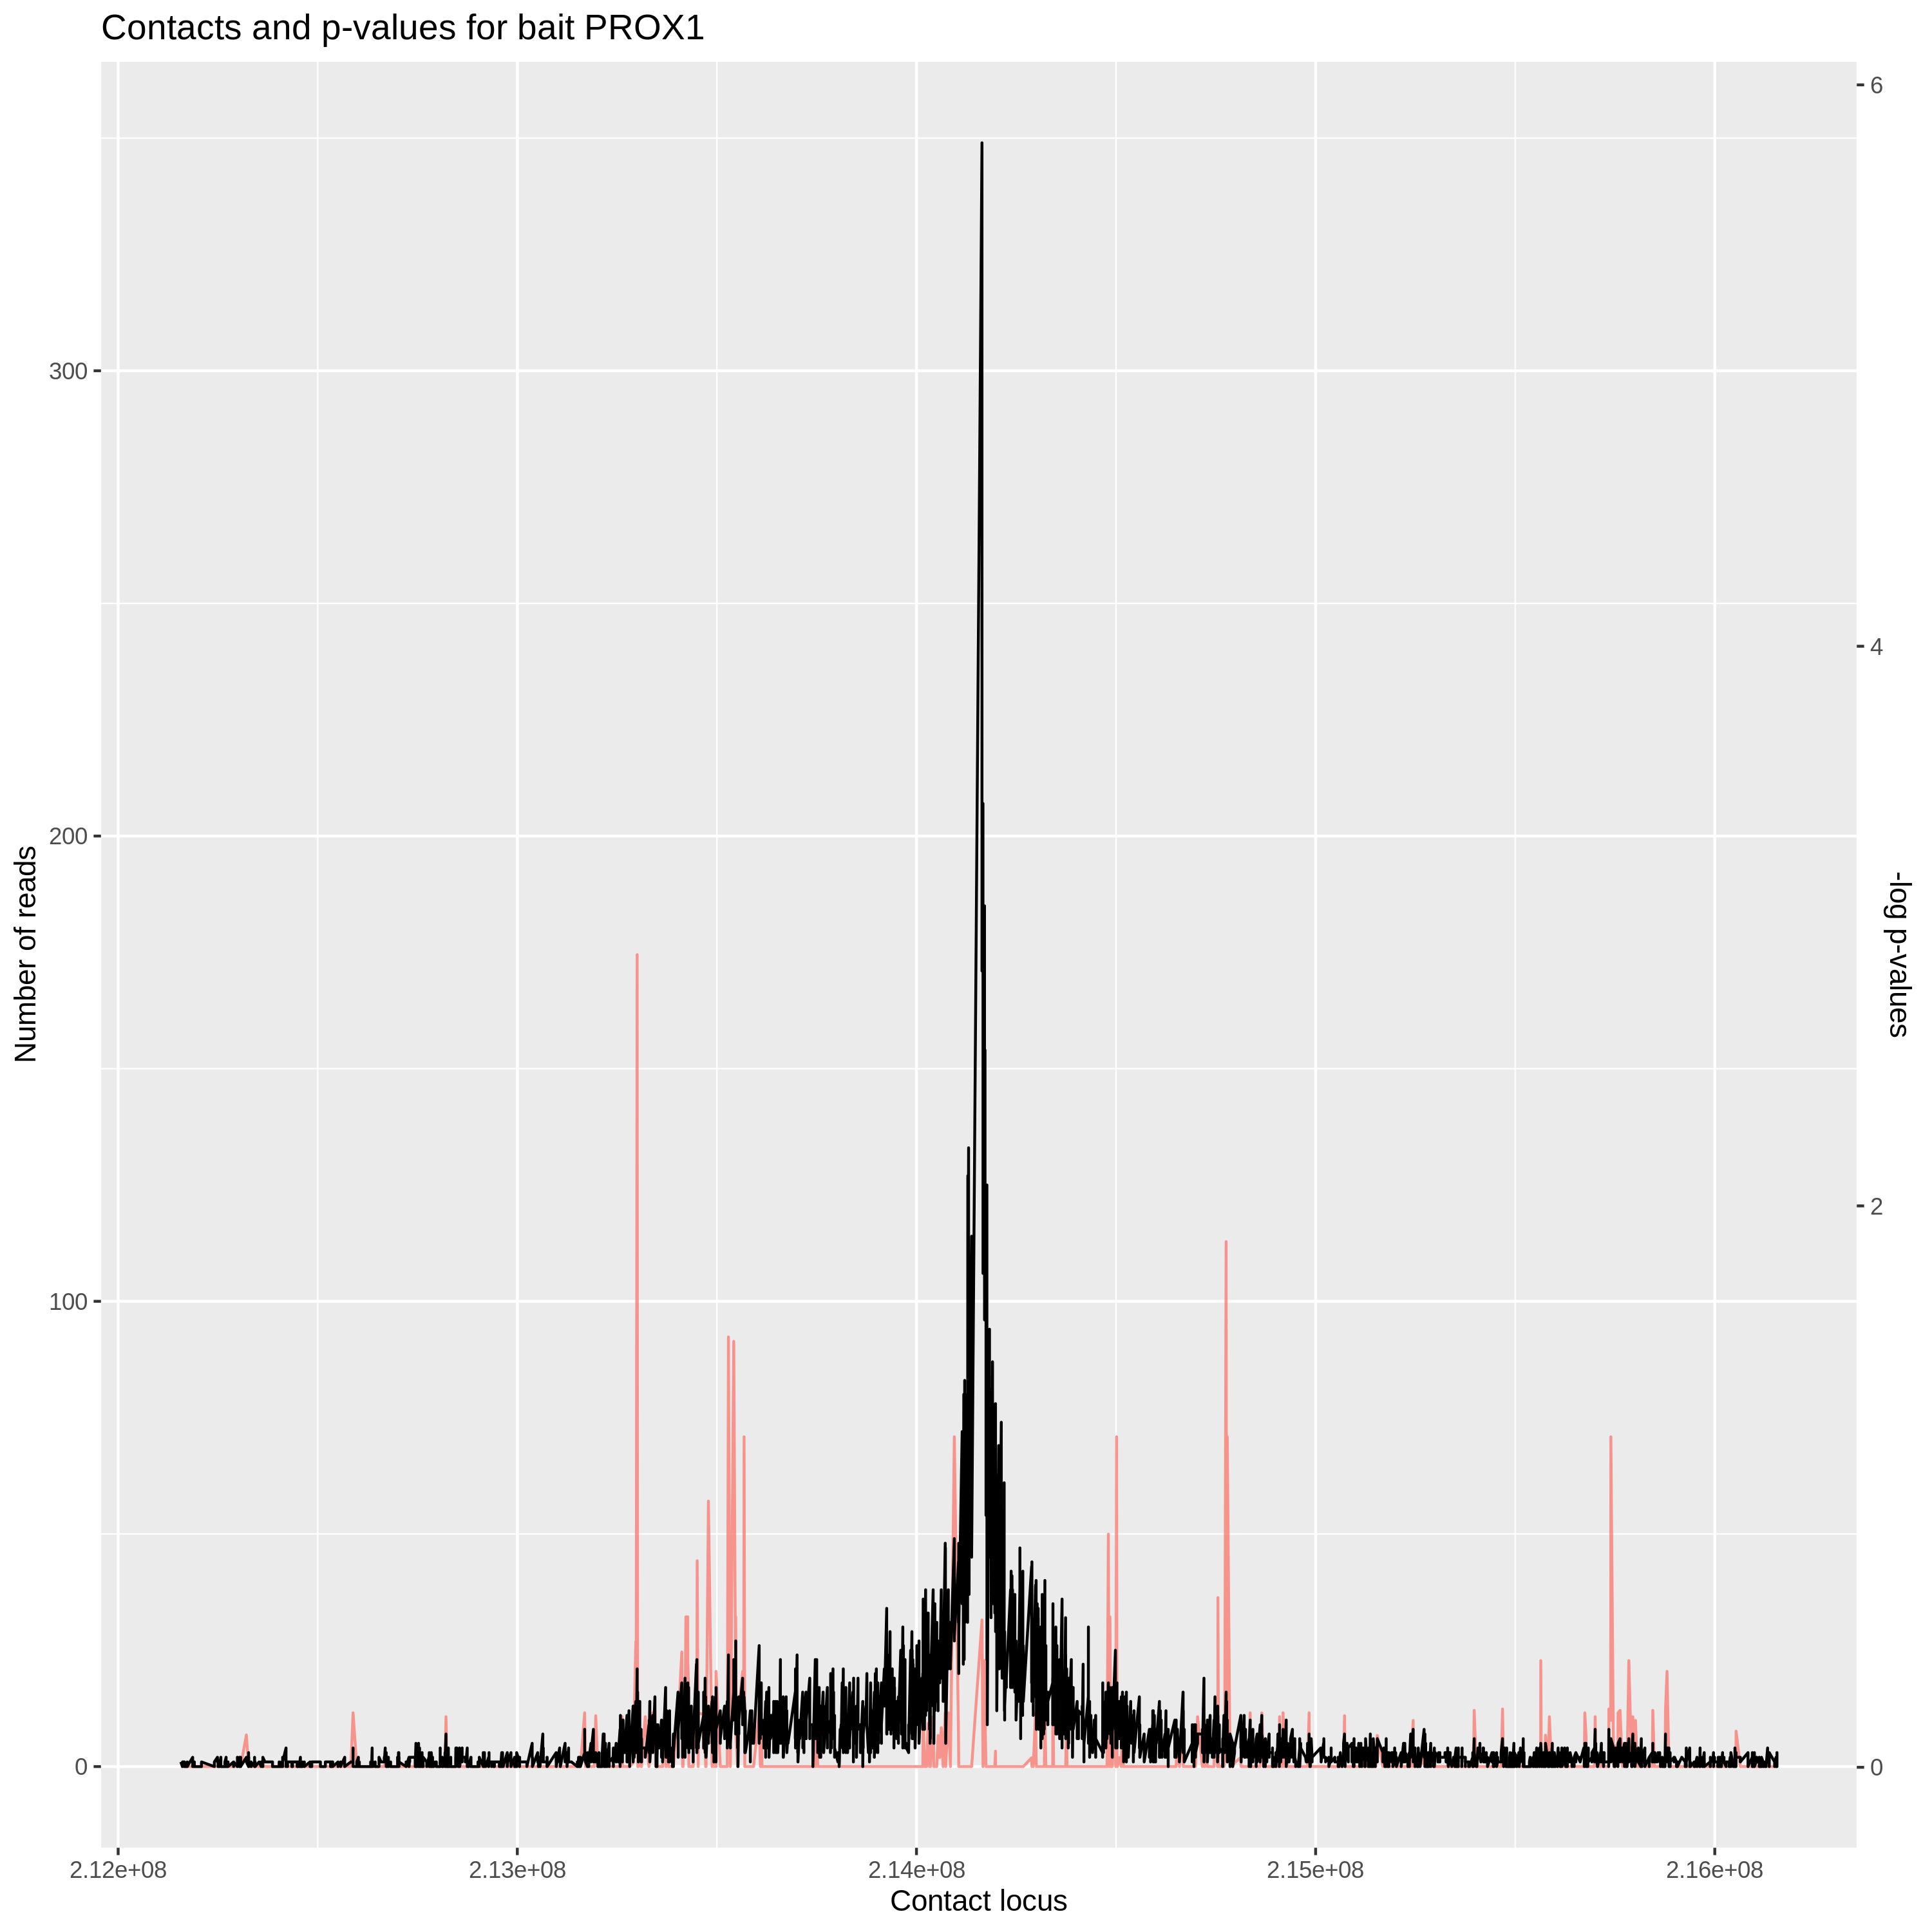 Contacts and p-values for bait PROX1
6
300
4
200
Number of reads
-log p-values
2
100
0
0
2.12e+08
2.13e+08
2.14e+08
2.15e+08
2.16e+08
Contact locus